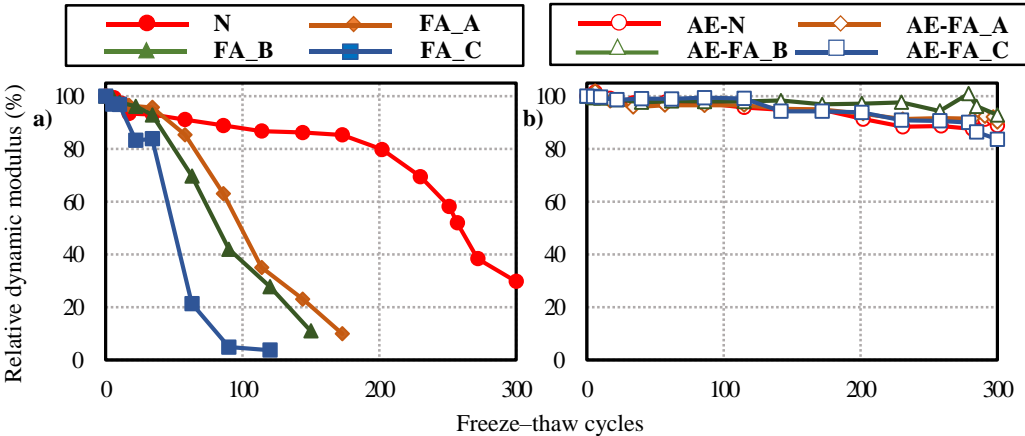 N FA_A AE-N AE-FA_A
FA_B FA_C AE-FA_B AE-FA_C
Relative dynamic modulus (%)
a)
b)
100 100
80 80
60 60
40 40
20 20
0 0
0 100 200 300 0 100 200 300
Freeze–thaw cycles